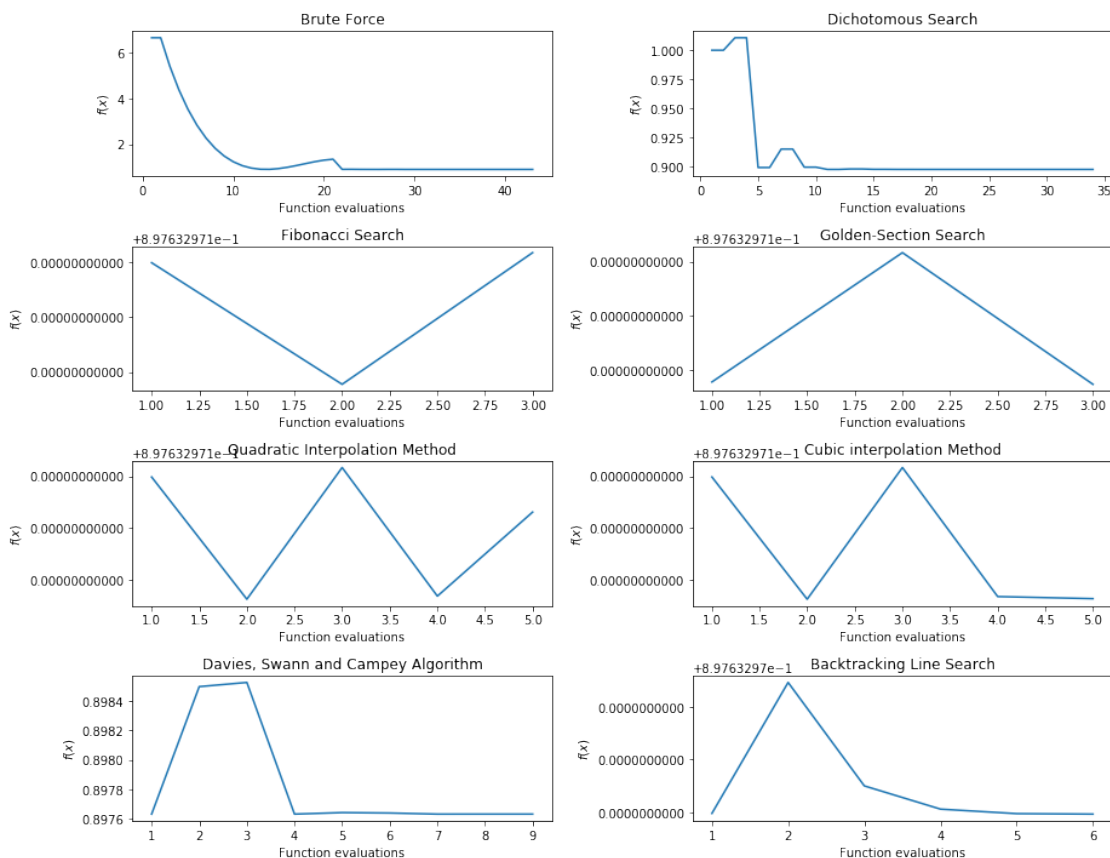 Brute Force
6
4
2
f(x)
0 10 20 30 40
Function evaluations
Dichotomous Search
1.000
0.975
0.950
0.925
0.900
f(x)
0 5 10 15 20 25 30 35
Function evaluations
+8.97632971e−1
Fibonacci Search
0.00000000000
0.00000000000
0.00000000000
f(x)
1.00 1.25 1.50 1.75 2.00 2.25 2.50 2.75 3.00
Function evaluations
+8.97632971e−1
Golden-Section Search
0.00000000000
0.00000000000
0.00000000000
f(x)
1.00 1.25 1.50 1.75 2.00 2.25 2.50 2.75 3.00
Function evaluations
+8.97632971e−1
Quadratic Interpolation Method
0.00000000000
0.00000000000
0.00000000000
f(x)
1.0 1.5 2.0 2.5 3.0 3.5 4.0 4.5 5.0
Function evaluations
+8.97632971e−1
Cubic interpolation Method
0.00000000000
0.00000000000
0.00000000000
f(x)
1.0 1.5 2.0 2.5 3.0 3.5 4.0 4.5 5.0
Function evaluations
Davies, Swann and Campey Algorithm
0.8984
0.8982
0.8980
0.8978
0.8976
f(x)
1 2 3 4 5 6 7 8 9
Function evaluations
+8.9763297e−1
Backtracking Line Search
0.0000000000
0.0000000000
0.0000000000
f(x)
1 2 3 4 5 6
Function evaluations